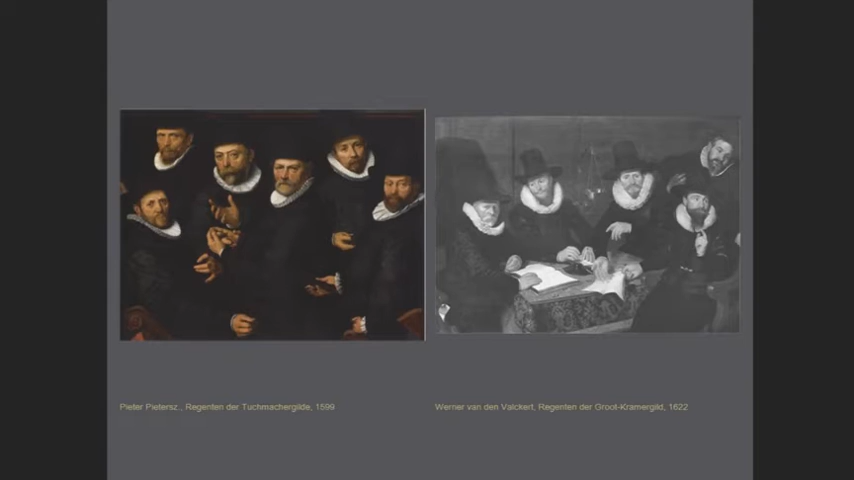 Pieter Pietersz., Regenten der Tuchmachergilde, 1599
Werner van den Valckert, Regenten der Groot-Kramergild, 1622